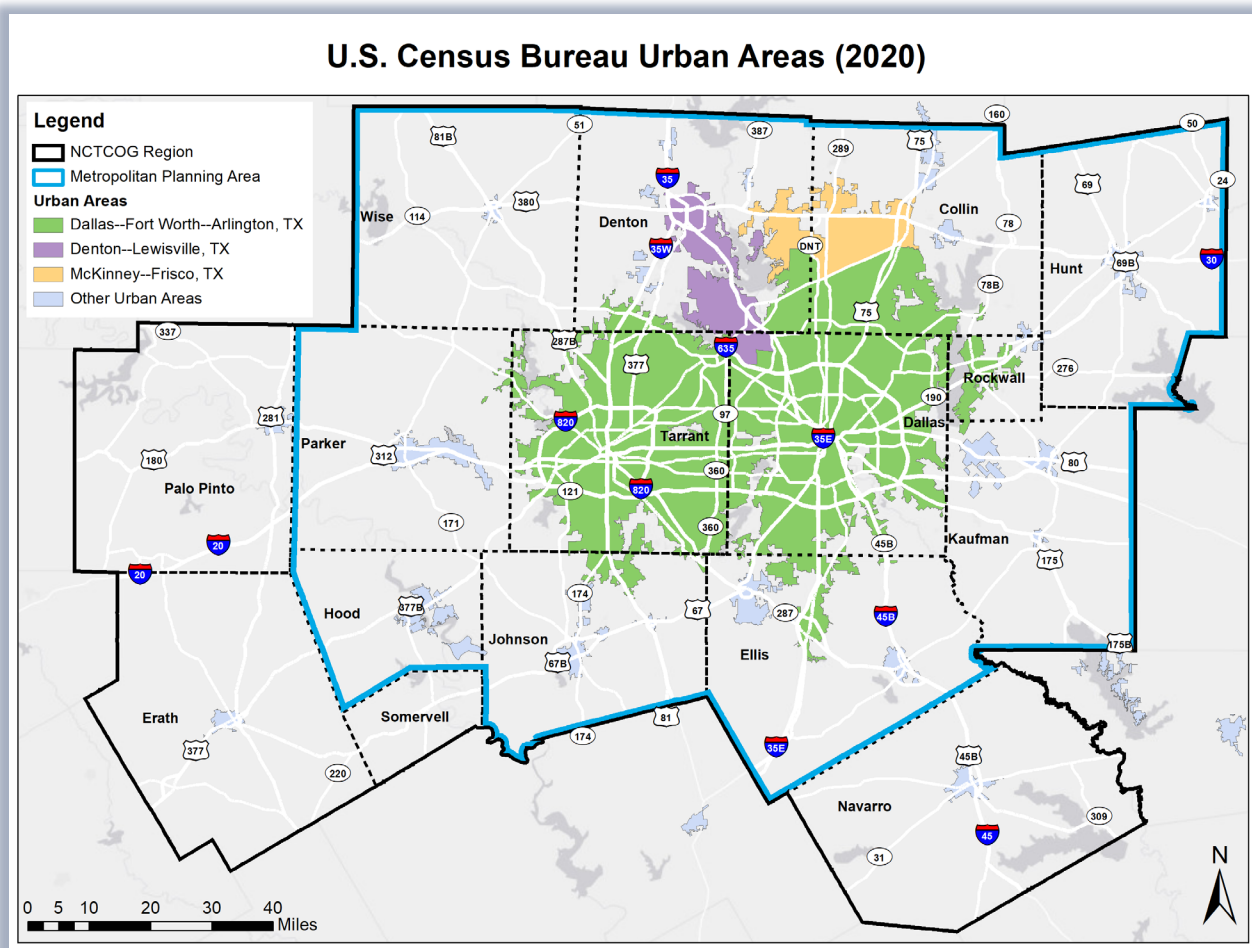 U.S. Census Bureau Urban Areas (2020)
Legend
NCTCOG Region
Metropolitan Planning Area
Urban Areas
Dallas--Fort Worth--Arlington, TX
Denton--Lewisville, TX
McKinney--Frisco, TX
Other Urban Areas
81B
51
387
289
75
160
50
35
69
24
Wise
114
380
Denton
Collin
78
35W
DNT
69B
30
Hunt
78B
75
337
287B
635
377
276
Rockwall
281
820
97
190
Dallas
Parker
Tarrant
35E
312
180
360
80
Palo Pinto
820
121
171
360
45B
Kaufman
20
175
20
174
Hood
377B
67
287
45B
Johnson
175B
67B
Ellis
Erath
Somervell
81
377
174
35E
45B
220
Navarro
309
45
31
N
0 5 10 20 30 40
Miles